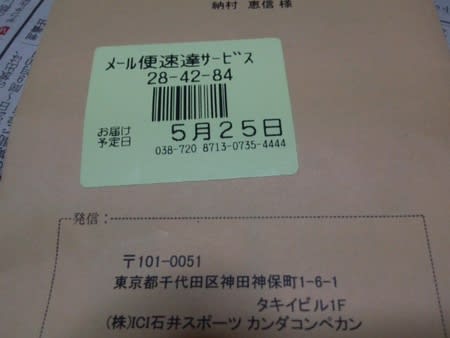 納村 恵信 様
メール便速達サービス
28-42-84
お届け
予定日
5月25日
038-720 8713-0735-4444
発信:
〒101-0051
東京都千代田区神田神保町1-6-1
タキイビル1F
(株)ICI石井スポーツ カンダコンペカン